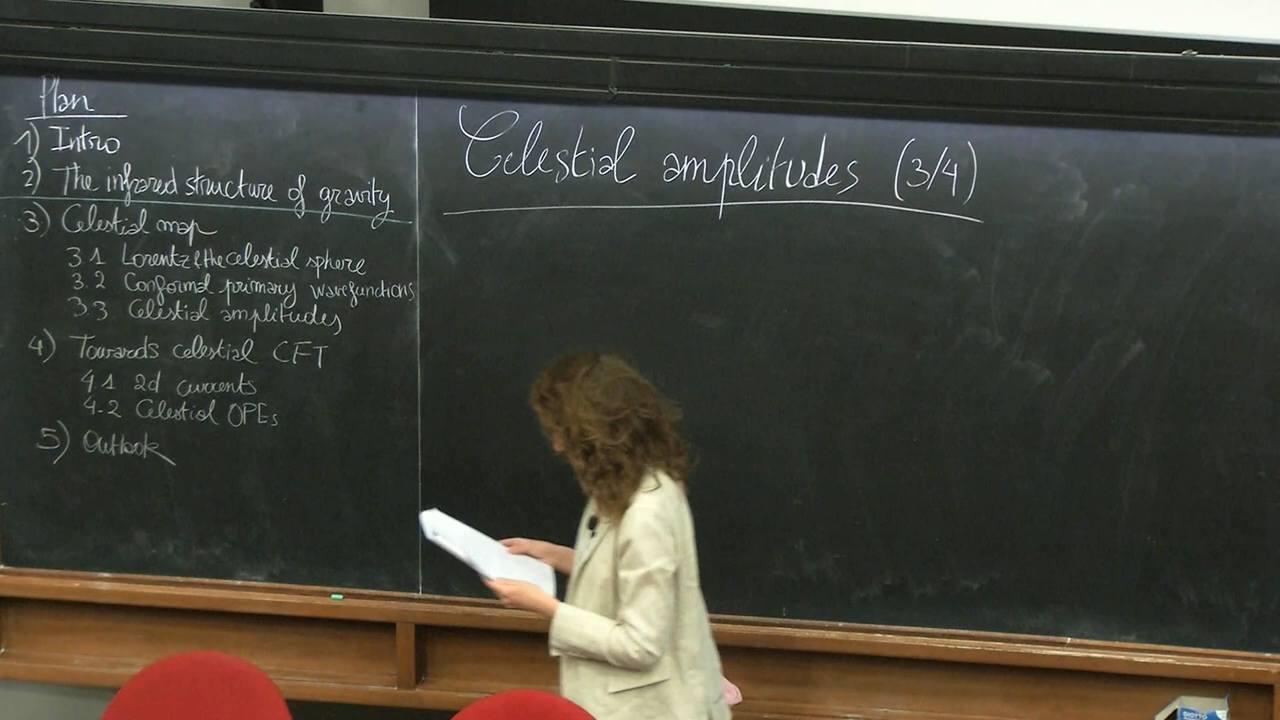 Plan
1) Intro
2) The infrared structure of gravity
3) Celestial map
3.1 Lorentz & the celestial sphere
3.2 Conformal primary wavefunctions
3.3 Celestial amplitudes
4) Towards celestial CFT
4.1 2d currents
4.2 Celestial OPEs
5) Outlook
Celestial amplitudes (3/4)
GIOTTO